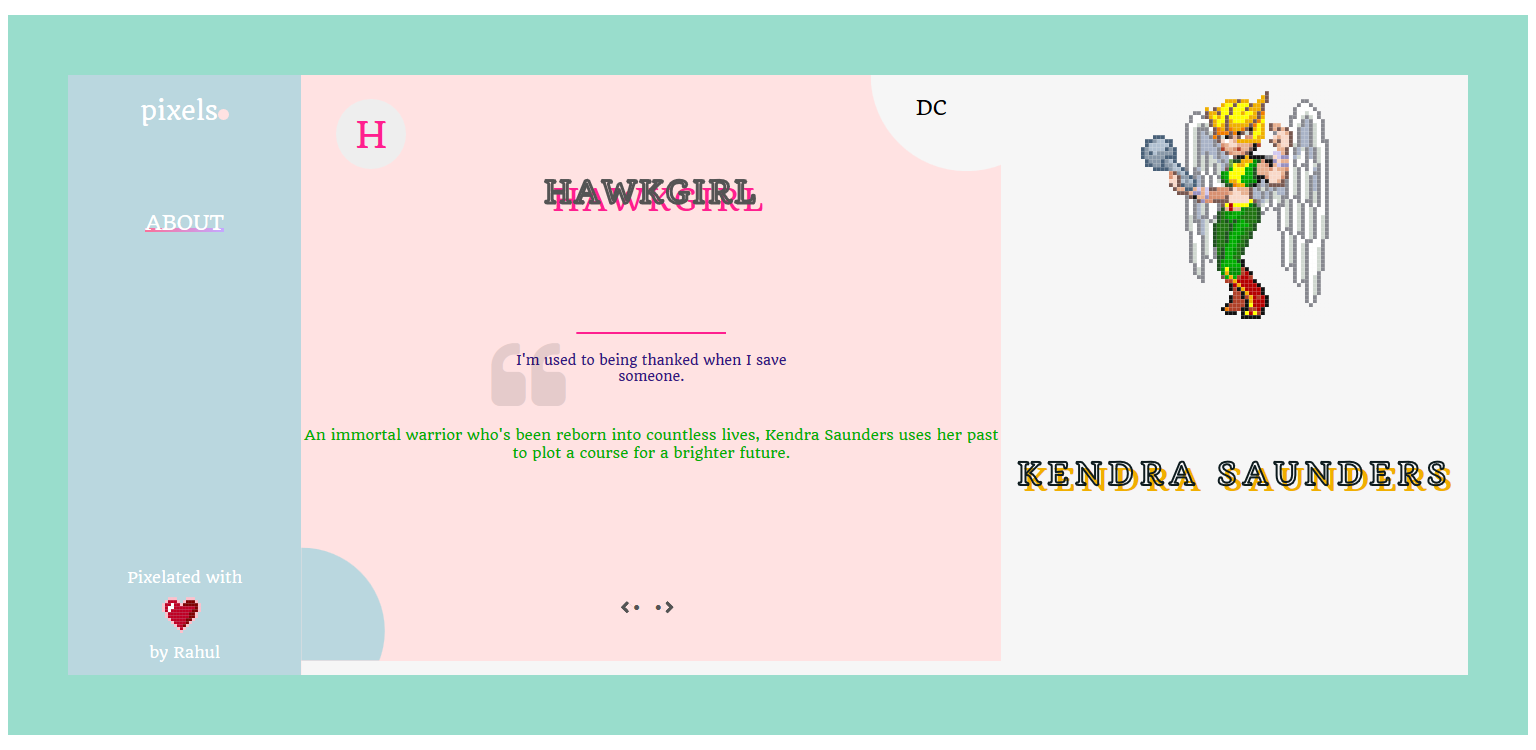 pixels
ABOUT
Pixelated with
by Rahul
H
DC
HAWKGIRL
I'm used to being thanked when I save
someone.
An immortal warrior who's been reborn into countless lives, Kendra Saunders uses her past
to plot a course for a brighter future.
KENDRA SAUNDERS